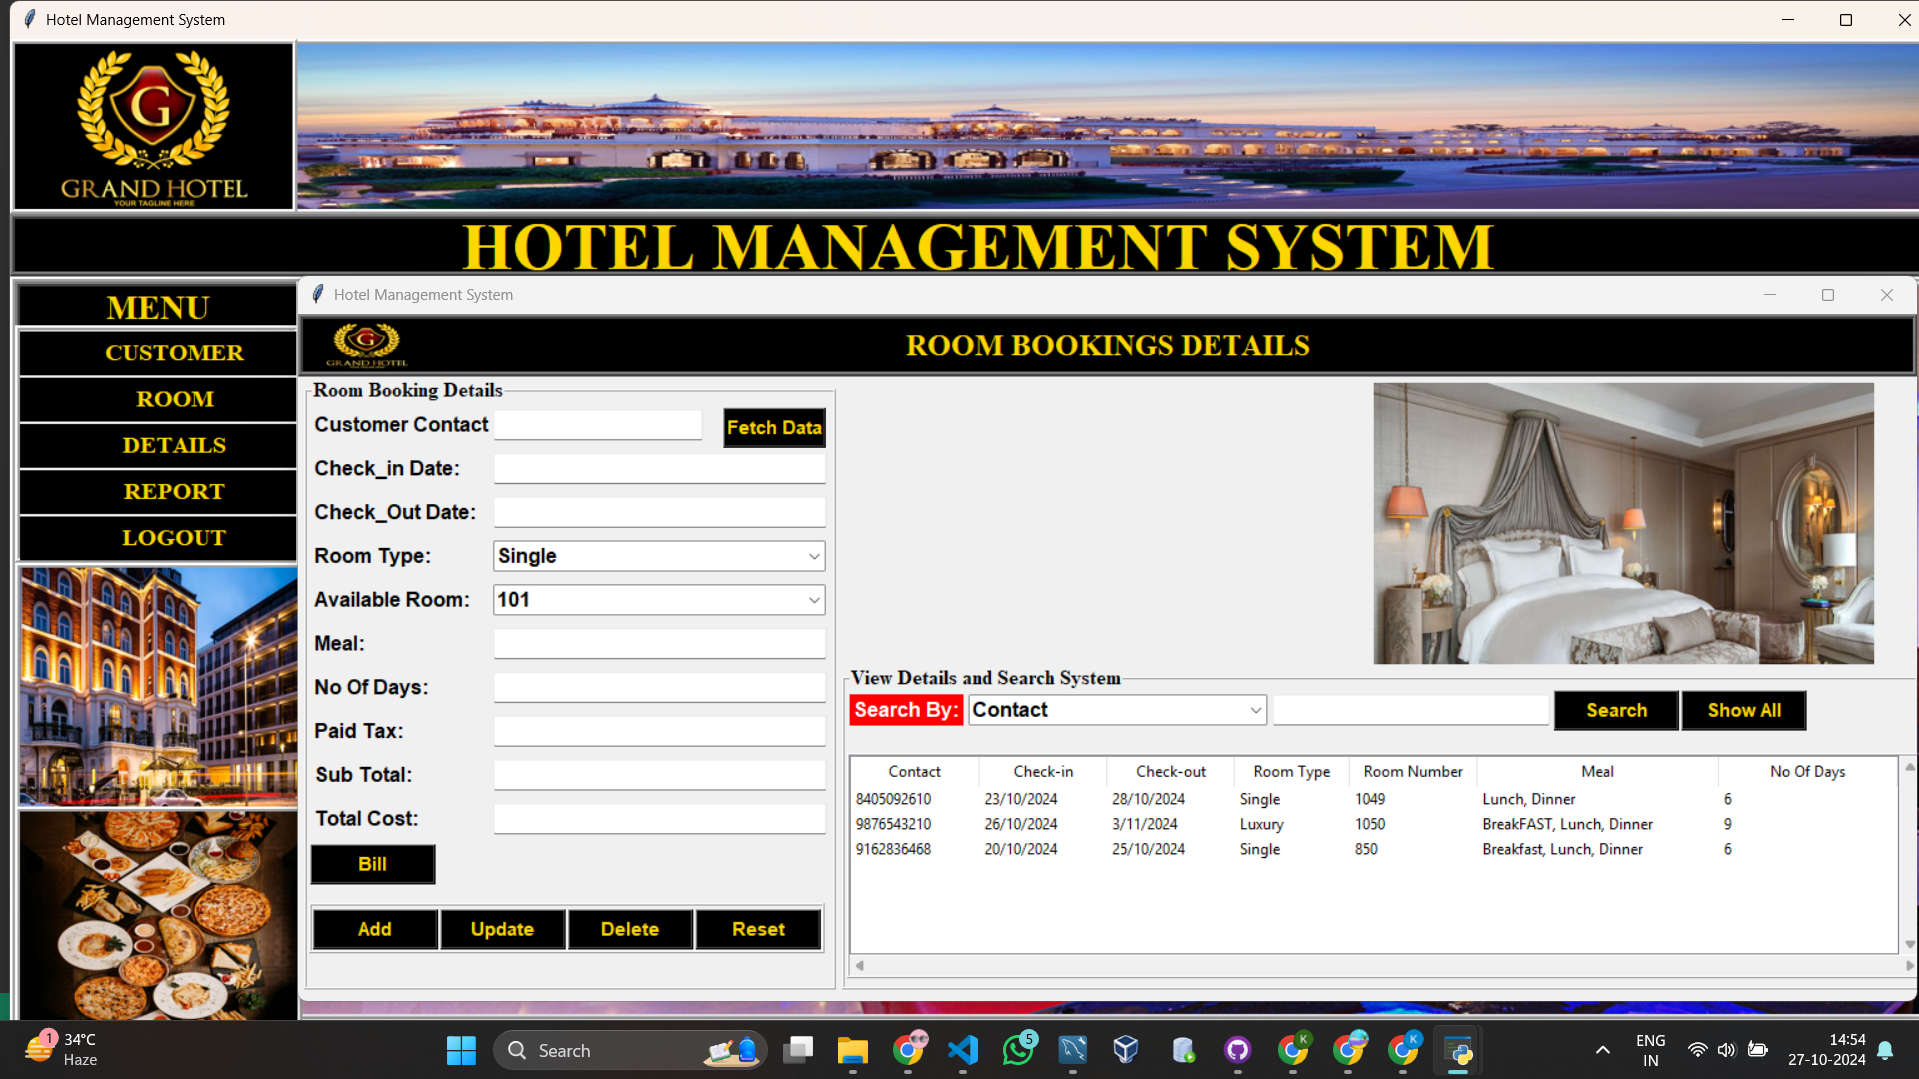 Hotel Management System
G
GRAND HOTEL
YOUR TAGLINE HERE
HOTEL MANAGEMENT SYSTEM
MENU
CUSTOMER
ROOM
DETAILS
REPORT
LOGOUT
Hotel Management System
G
GRAND HOTEL
ROOM BOOKINGS DETAILS
Room Booking Details
Customer Contact
Fetch Data
Check_in Date:
Check_Out Date:
Room Type: Single
Available Room: 101
Meal:
No Of Days:
Paid Tax:
Sub Total:
Total Cost:
Bill
Add Update Delete Reset
View Details and Search System
Search By: Contact Search Show All
Contact Check-in Check-out Room Type Room Number Meal No Of Days
8405092610 23/10/2024 28/10/2024 Single 1049 Lunch, Dinner 6
9876543210 26/10/2024 3/11/2024 Luxury 1050 BreakFAST, Lunch, Dinner 9
9162836468 20/10/2024 25/10/2024 Single 850 Breakfast, Lunch, Dinner 6
1
34°C
Haze
Search
5
K
K
ENG
IN
14:54
27-10-2024